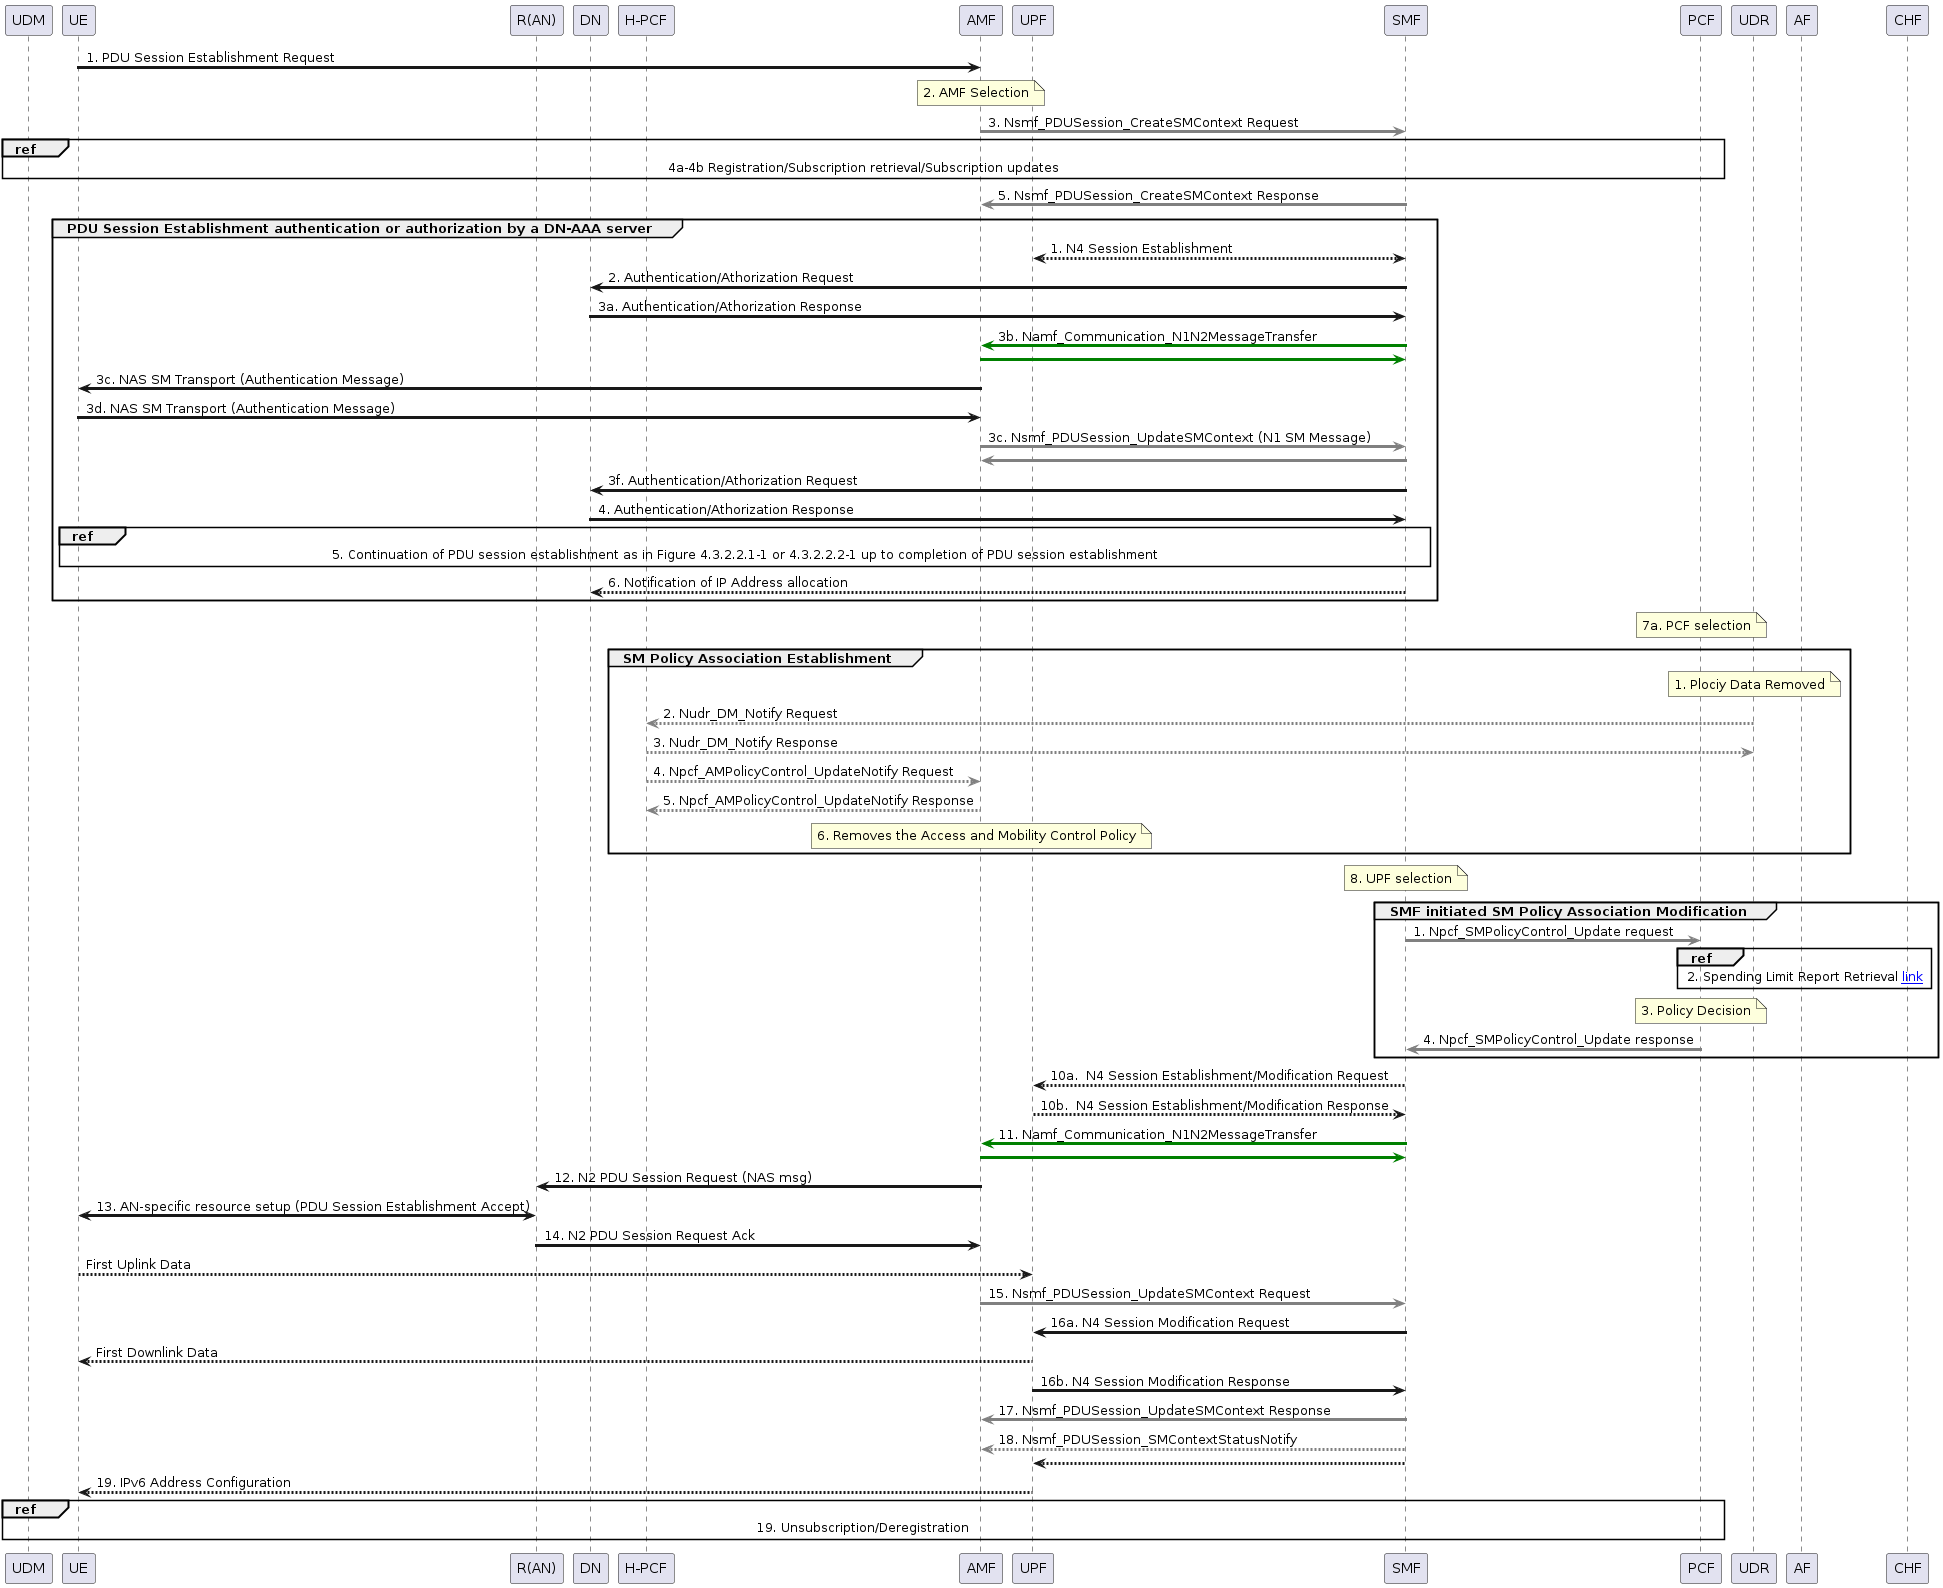 UDM UE R(AN) DN H-PCF AMF UPF SMF PCF UDR AF CHF
1. PDU Session Establishment Request
2. AMF Selection
3. Nsmf_PDUSession_CreateSMContext Request
ref
4a-4b Registration/Subscription retrieval/Subscription updates
5. Nsmf_PDUSession_CreateSMContext Response
PDU Session Establishment authentication or authorization by a DN-AAA server
1. N4 Session Establishment
2. Authentication/Athorization Request
3a. Authentication/Athorization Response
3b. Namf_Communication_N1N2MessageTransfer
3c. NAS SM Transport (Authentication Message)
3d. NAS SM Transport (Authentication Message)
3c. Nsmf_PDUSession_UpdateSMContext (N1 SM Message)
3f. Authentication/Athorization Request
4. Authentication/Athorization Response
ref
5. Continuation of PDU session establishment as in Figure 4.3.2.2.1-1 or 4.3.2.2.2-1 up to completion of PDU session establishment
6. Notification of IP Address allocation
7a. PCF selection
SM Policy Association Establishment
1. Plociy Data Removed
2. Nudr_DM_Notify Request
3. Nudr_DM_Notify Response
4. Npcf_AMPolicyControl_UpdateNotify Request
5. Npcf_AMPolicyControl_UpdateNotify Response
6. Removes the Access and Mobility Control Policy
8. UPF selection
SMF initiated SM Policy Association Modification
1. Npcf_SMPolicyControl_Update request
ref
2. Spending Limit Report Retrieval link
3. Policy Decision
4. Npcf_SMPolicyControl_Update response
10a. N4 Session Establishment/Modification Request
10b. N4 Session Establishment/Modification Response
11. Namf_Communication_N1N2MessageTransfer
12. N2 PDU Session Request (NAS msg)
13. AN-specific resource setup (PDU Session Establishment Accept)
14. N2 PDU Session Request Ack
First Uplink Data
15. Nsmf_PDUSession_UpdateSMContext Request
16a. N4 Session Modification Request
First Downlink Data
16b. N4 Session Modification Response
17. Nsmf_PDUSession_UpdateSMContext Response
18. Nsmf_PDUSession_SMContextStatusNotify
19. IPv6 Address Configuration
ref
19. Unsubscription/Deregistration
UDM UE R(AN) DN H-PCF AMF UPF SMF PCF UDR AF CHF